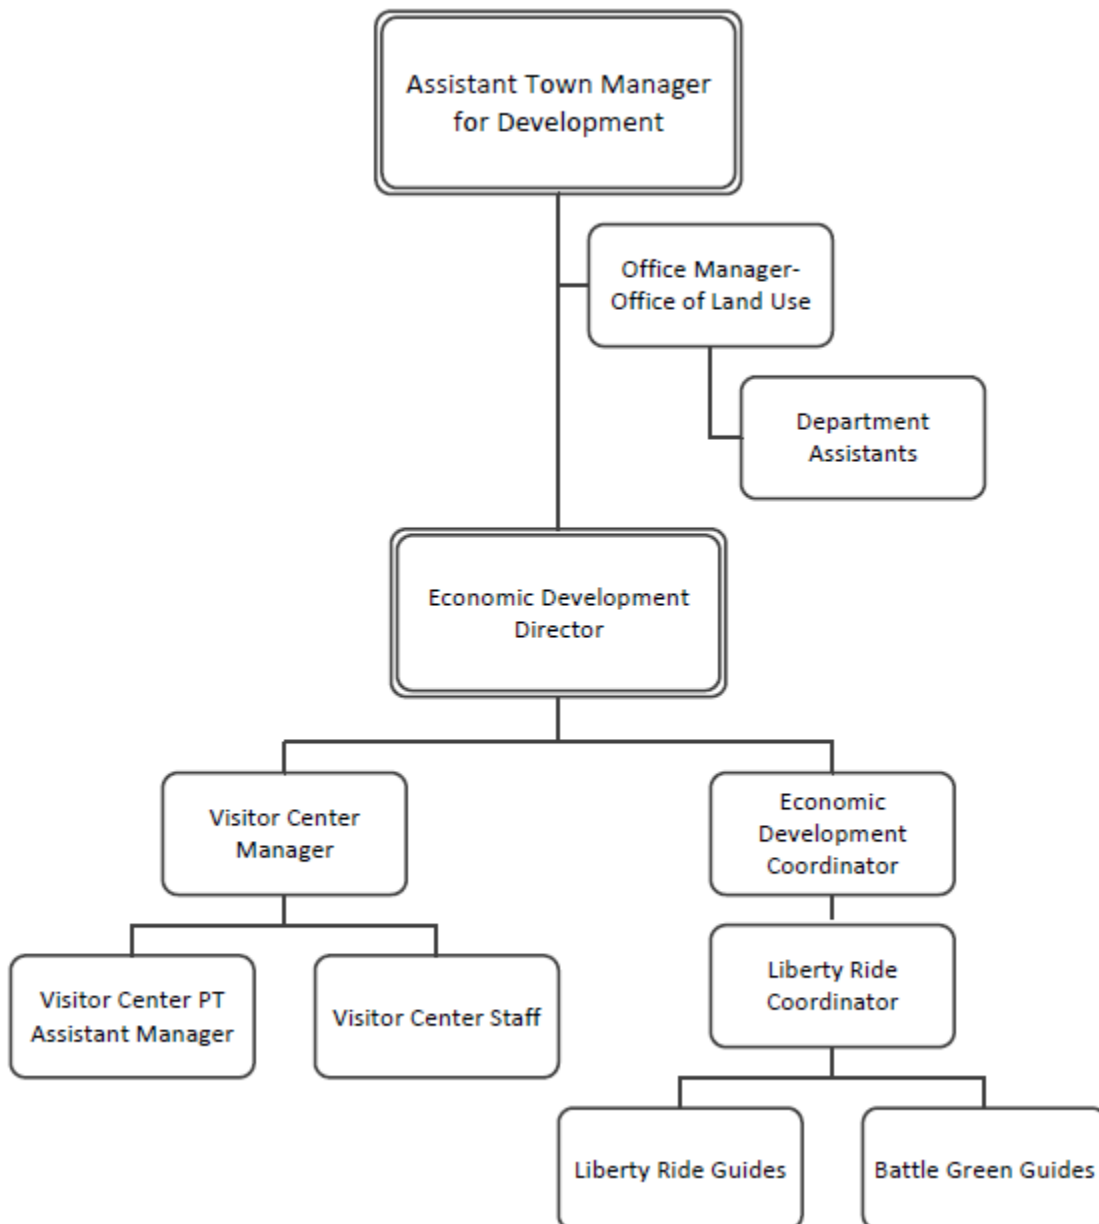 Assistant Town Manager
for Development
Office Manager-
Office of Land Use
Department
Assistants
Economic Development
Director
Visitor Center
Manager
Economic
Development
Coordinator
Visitor Center PT
Assistant Manager
Visitor Center Staff
Liberty Ride
Coordinator
Liberty Ride Guides
Battle Green Guides